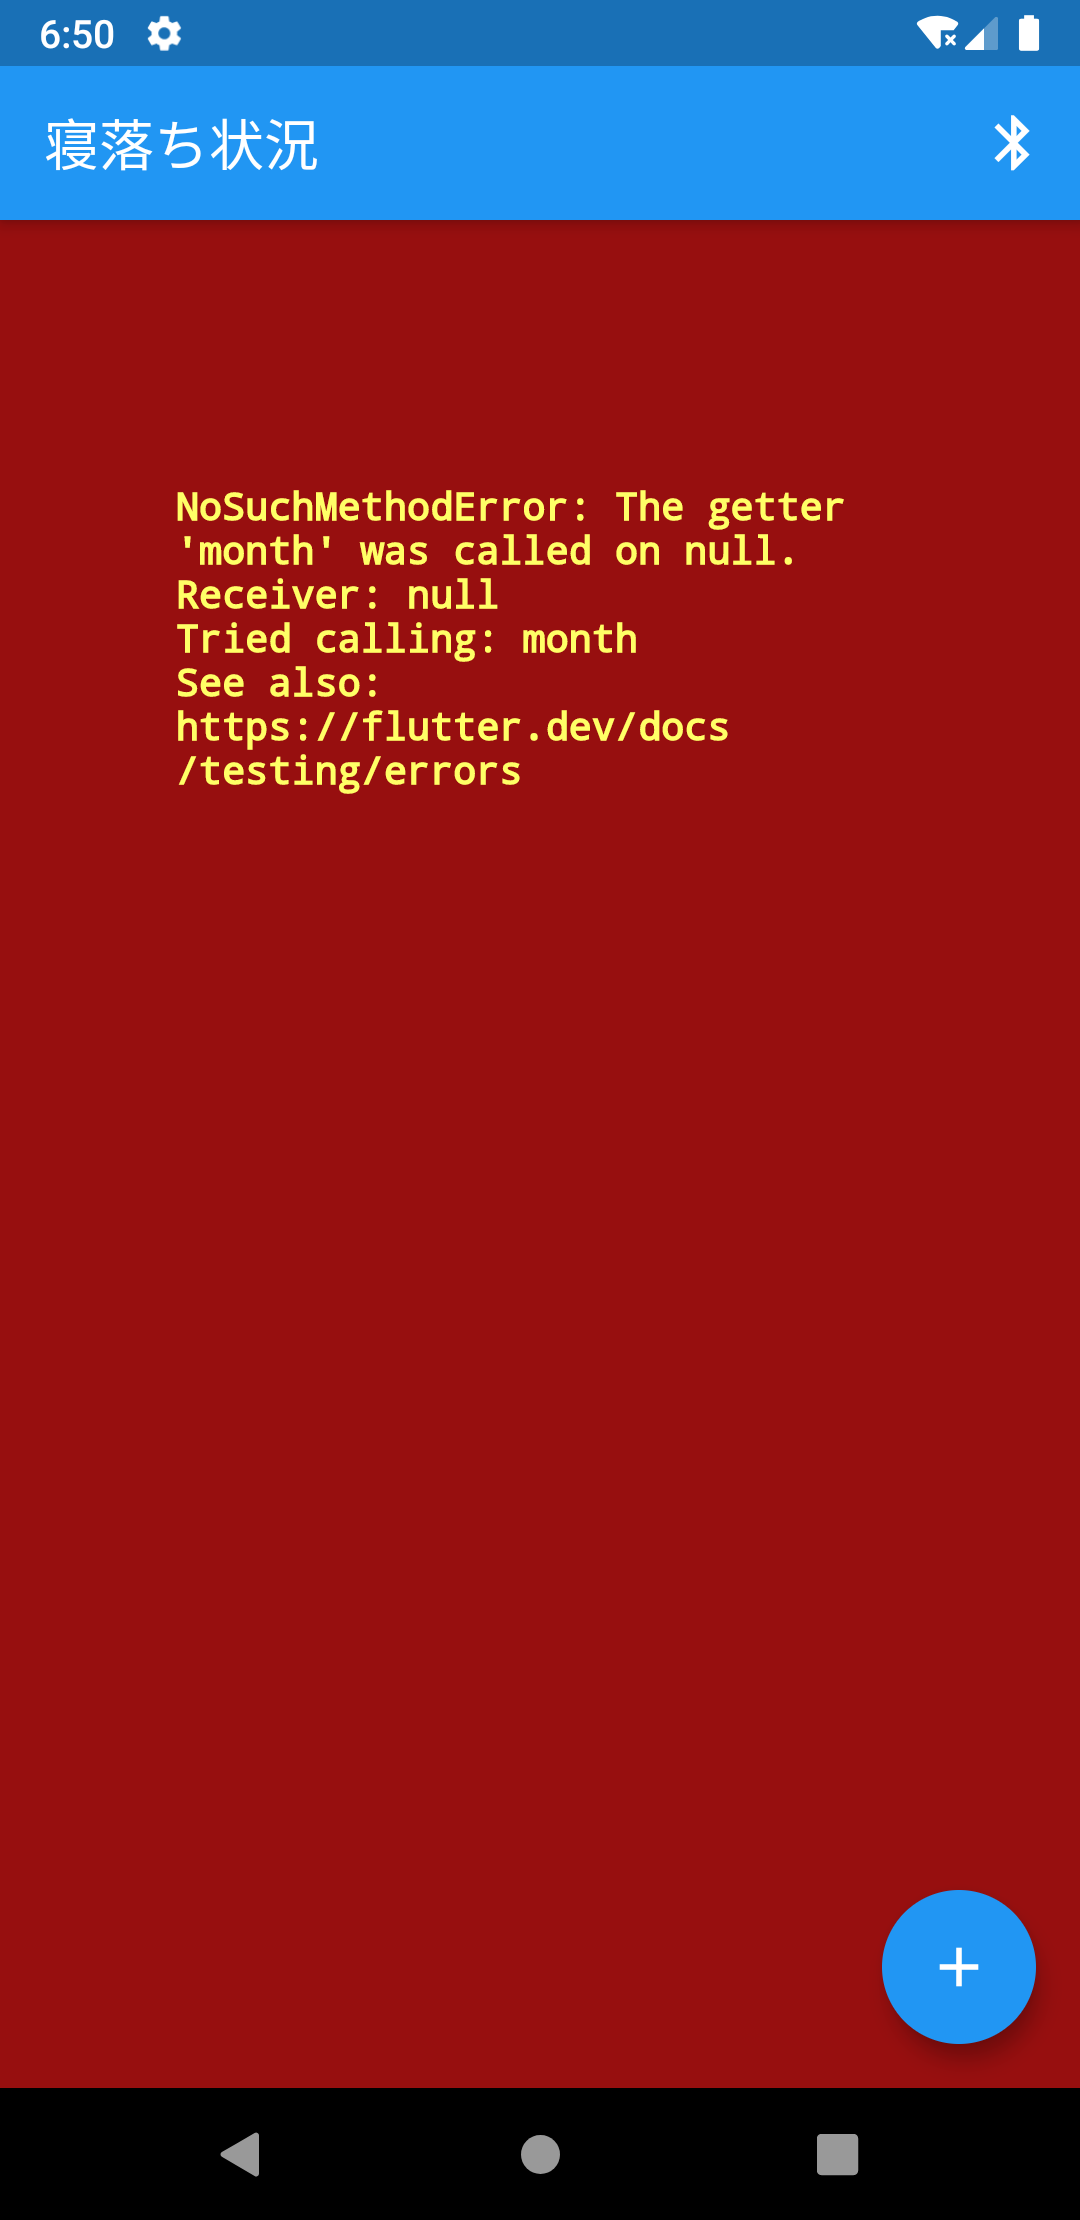 6:50
寝落ち状況
NoSuchMethodError: The getter
'month' was called on null.
Receiver: null
Tried calling: month
See also:
https://flutter.dev/docs
/testing/errors